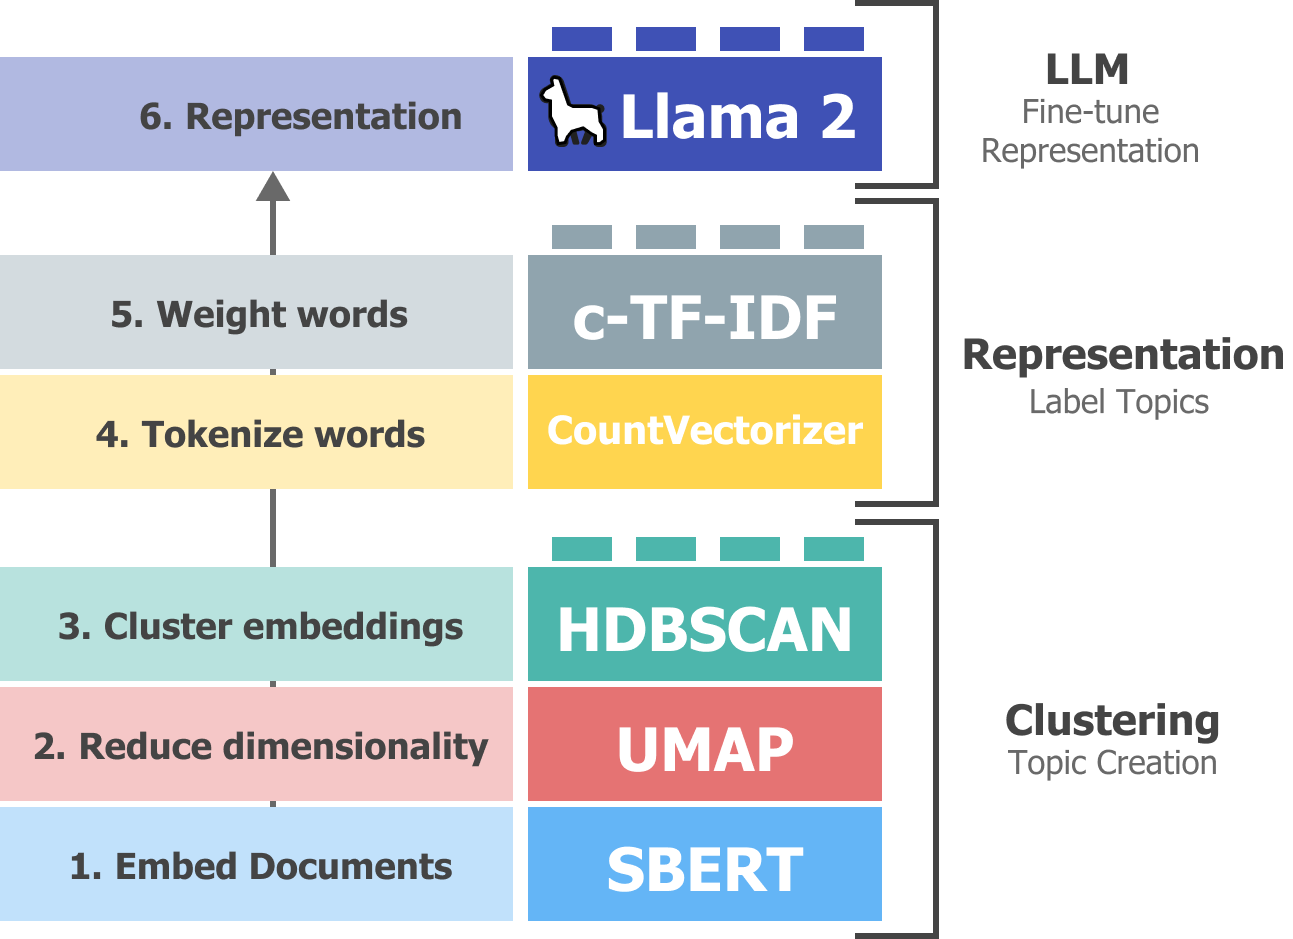 6. Representation
Llama 2
LLM
Fine-tune
Representation
5. Weight words
c-TF-IDF
4. Tokenize words
CountVectorizer
Representation
Label Topics
3. Cluster embeddings
HDBSCAN
2. Reduce dimensionality
UMAP
1. Embed Documents
SBERT
Clustering
Topic Creation